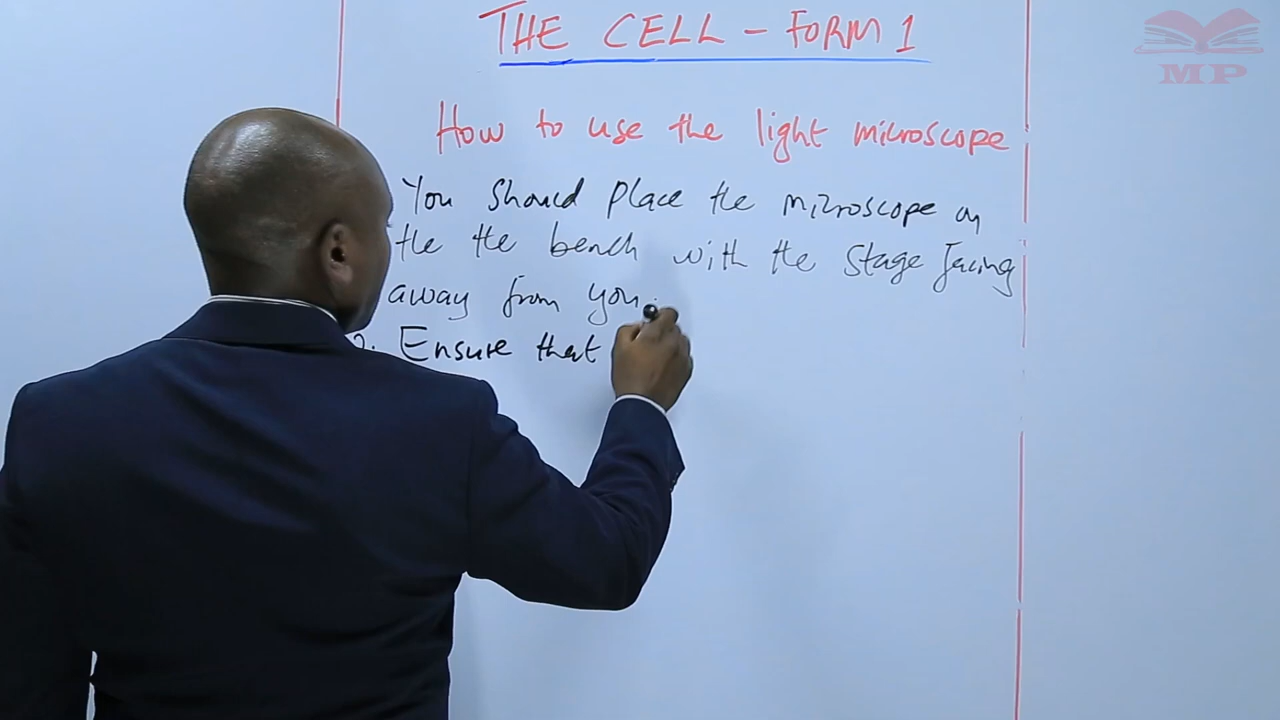 THE CELL - FORM 1
MP
How to use the light microscope
You should place the microscope on
the the bench with the stage facing
away from you.
2. Ensure that